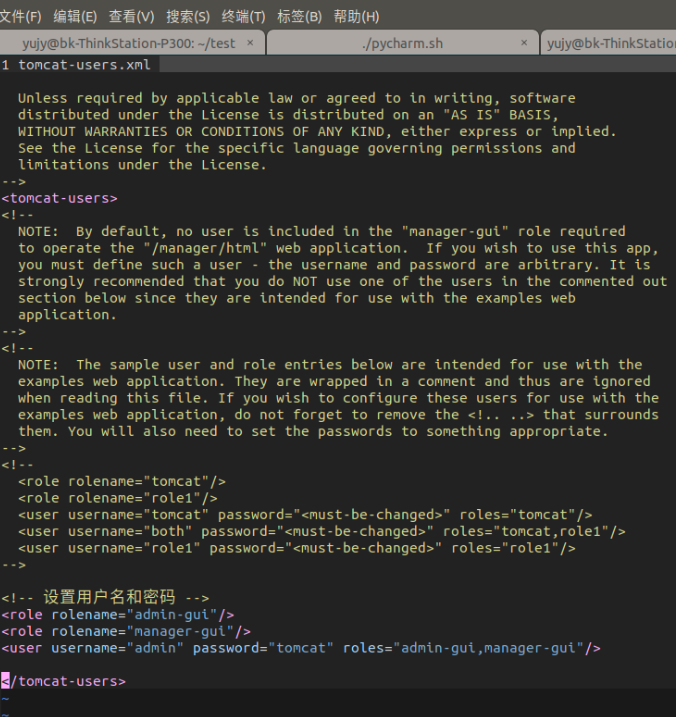 文件(F) 编辑(E) 查看(V) 搜索(S) 终端(T) 标签(B) 帮助(H)
yujy@bk-ThinkStation-P300: ~/test × ./pycharm.sh × yujy@bk-ThinkStation
1 tomcat-users.xml
Unless required by applicable law or agreed to in writing, software
distributed under the License is distributed on an "AS IS" BASIS,
WITHOUT WARRANTIES OR CONDITIONS OF ANY KIND, either express or implied.
See the License for the specific language governing permissions and
limitations under the License.
-->
<tomcat-users>
<!--
NOTE:  By default, no user is included in the "manager-gui" role required
to operate the "/manager/html" web application.  If you wish to use this app,
you must define such a user - the username and password are arbitrary. It is
strongly recommended that you do NOT use one of the users in the commented out
section below since they are intended for use with the examples web
application.
-->
<!--
NOTE:  The sample user and role entries below are intended for use with the
examples web application. They are wrapped in a comment and thus are ignored
when reading this file. If you wish to configure these users for use with the
examples web application, do not forget to remove the <!.. ..> that surrounds
them. You will also need to set the passwords to something appropriate.
-->
<!--
<role rolename="tomcat"/>
<role rolename="role1"/>
<user username="tomcat" password="<must-be-changed>" roles="tomcat"/>
<user username="both" password="<must-be-changed>" roles="tomcat,role1"/>
<user username="role1" password="<must-be-changed>" roles="role1"/>
-->
<!-- 设置用户名和密码 -->
<role rolename="admin-gui"/>
<role rolename="manager-gui"/>
<user username="admin" password="tomcat" roles="admin-gui,manager-gui"/>
</tomcat-users>
~
~